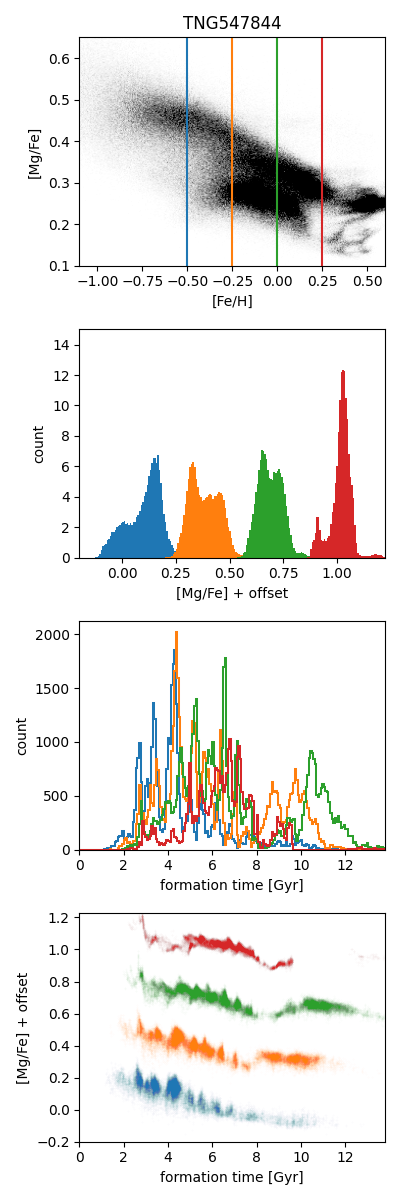 TNG547844
0.6
0.5
0.4
0.3
0.2
0.1
[Mg/Fe]
−1.00 −0.75 −0.50 −0.25 0.00 0.25 0.50
[Fe/H]
14
12
10
8
6
4
2
0
count
0.00 0.25 0.50 0.75 1.00
[Mg/Fe] + offset
2000
1500
1000
500
0
count
0 2 4 6 8 10 12
formation time [Gyr]
1.2
1.0
0.8
0.6
0.4
0.2
0.0
−0.2
[Mg/Fe] + offset
0 2 4 6 8 10 12
formation time [Gyr]